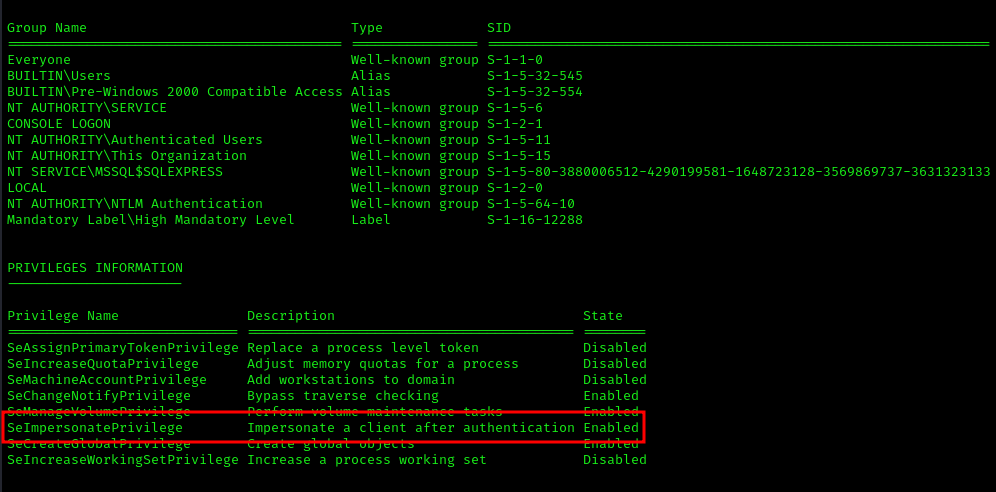 Group Name Type SID
Everyone Well-known group S-1-1-0
BUILTIN\Users Alias S-1-5-32-545
BUILTIN\Pre-Windows 2000 Compatible Access Alias S-1-5-32-554
NT AUTHORITY\SERVICE Well-known group S-1-5-6
CONSOLE LOGON Well-known group S-1-2-1
NT AUTHORITY\Authenticated Users Well-known group S-1-5-11
NT AUTHORITY\This Organization Well-known group S-1-5-15
NT SERVICE\MSSQL$SQLEXPRESS Well-known group S-1-5-80-3880006512-4290199581-1648723128-3569869737-3631323133
LOCAL Well-known group S-1-2-0
NT AUTHORITY\NTLM Authentication Well-known group S-1-5-64-10
Mandatory Label\High Mandatory Level Label S-1-16-12288
PRIVILEGES INFORMATION
Privilege Name Description State
SeAssignPrimaryTokenPrivilege Replace a process level token Disabled
SeIncreaseQuotaPrivilege Adjust memory quotas for a process Disabled
SeMachineAccountPrivilege Add workstations to domain Disabled
SeChangeNotifyPrivilege Bypass traverse checking Enabled
SeManageVolumePrivilege Perform volume maintenance tasks Enabled
SeImpersonatePrivilege Impersonate a client after authentication Enabled
SeCreateGlobalPrivilege Create global objects Enabled
SeIncreaseWorkingSetPrivilege Increase a process working set Disabled